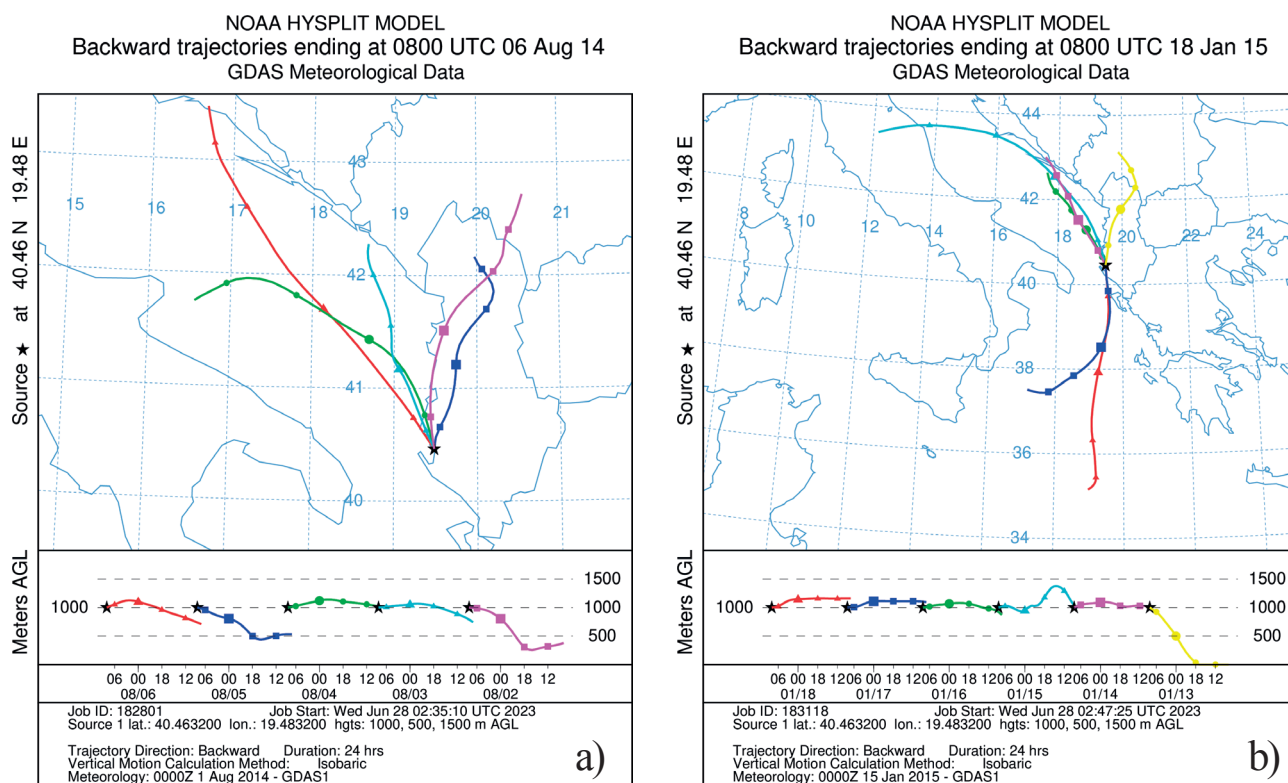 NOAA HYSPLIT MODEL
Backward trajectories ending at 0800 UTC 06 Aug 14
GDAS Meteorological Data
Source ★ at 40.46 N 19.48 E
15 16 17 18 19 20 21
43
42
41
40
Meters AGL
1500
1000 1000
500
06 00 18 12 06 00 18 12 06 00 18 12 06 00 18 12 06 00 18 12
08/06 08/05 08/04 08/03 08/02
Job ID: 182801 Job Start: Wed Jun 28 02:35:10 UTC 2023
Source 1 lat.: 40.463200 lon.: 19.483200 hgts: 1000, 500, 1500 m AGL
Trajectory Direction: Backward Duration: 24 hrs
Vertical Motion Calculation Method: Isobaric
Meteorology: 0000Z 1 Aug 2014 - GDAS1
a)
NOAA HYSPLIT MODEL
Backward trajectories ending at 0800 UTC 18 Jan 15
GDAS Meteorological Data
Source ★ at 40.46 N 19.48 E
44
42
8 10 12 14 16 18 20 22 24
40
38
36
34
Meters AGL
1500
1000 1000
500
06 00 18 12 06 00 18 12 06 00 18 12 06 00 18 12 06 00 18 12 06 00 18 12
01/18 01/17 01/16 01/15 01/14 01/13
Job ID: 183118 Job Start: Wed Jun 28 02:47:25 UTC 2023
Source 1 lat.: 40.463200 lon.: 19.483200 hgts: 1000, 500, 1500 m AGL
Trajectory Direction: Backward Duration: 24 hrs
Vertical Motion Calculation Method: Isobaric
Meteorology: 0000Z 15 Jan 2015 - GDAS1
b)